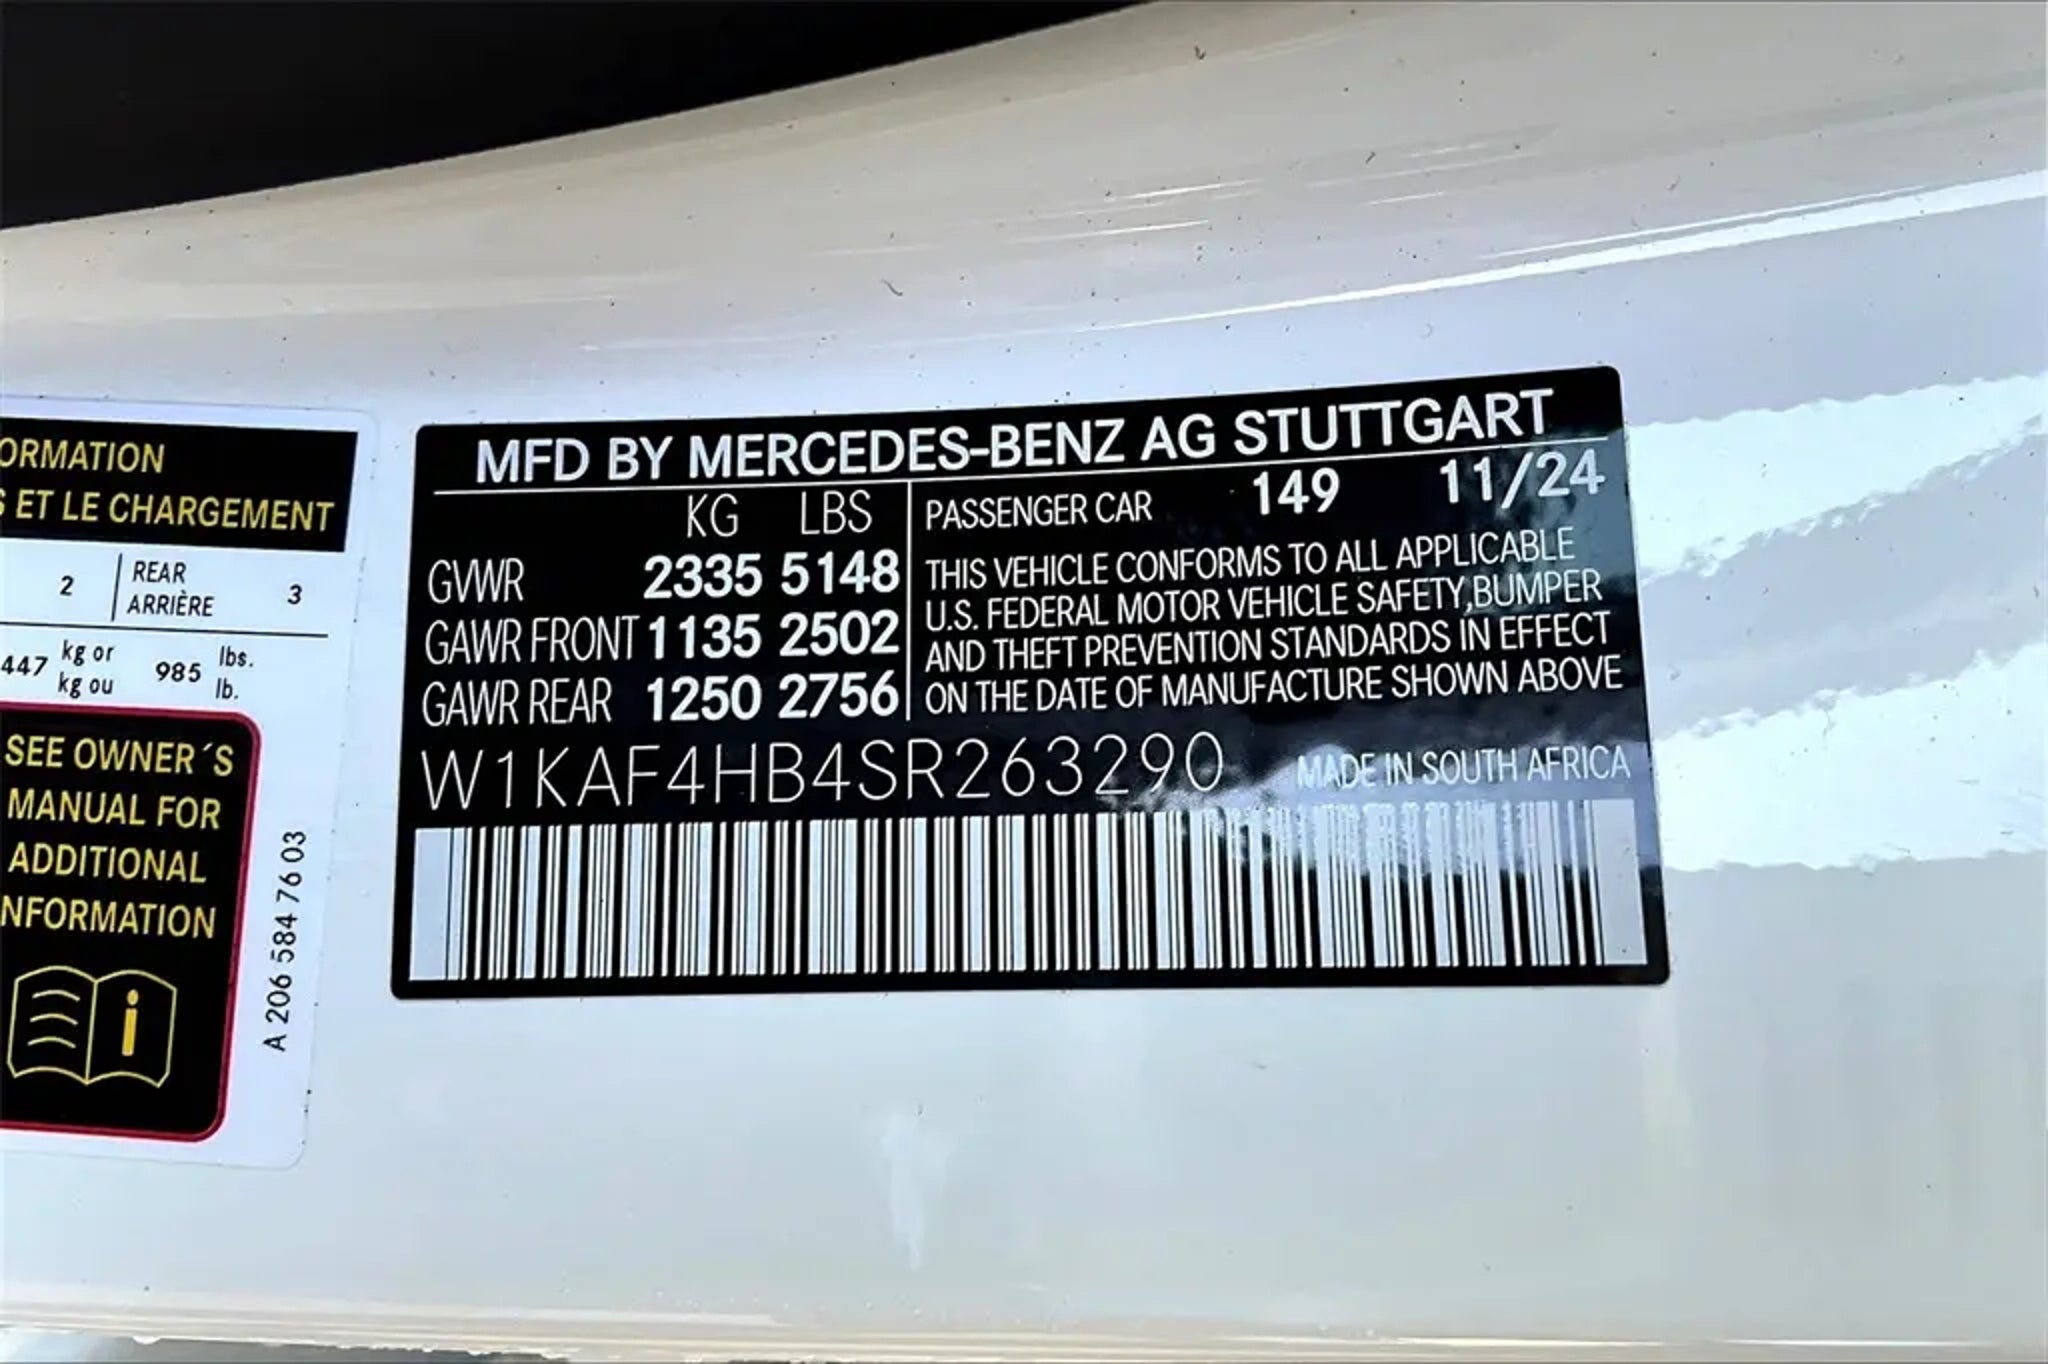 ORMATION
S ET LE CHARGEMENT
2 REAR ARRIÈRE 3
447 kg or kg ou 985 lbs. lb.
SEE OWNER´S
MANUAL FOR
ADDITIONAL
NFORMATION
i
A 206 584 76 03
MFD BY MERCEDES-BENZ AG STUTTGART
KG LBS
GVWR 2335 5148
GAWR FRONT 1135 2502
GAWR REAR 1250 2756
PASSENGER CAR 149 11/24
THIS VEHICLE CONFORMS TO ALL APPLICABLE
U.S. FEDERAL MOTOR VEHICLE SAFETY,BUMPER
AND THEFT PREVENTION STANDARDS IN EFFECT
ON THE DATE OF MANUFACTURE SHOWN ABOVE
W1KAF4HB4SR263290 MADE IN SOUTH AFRICA